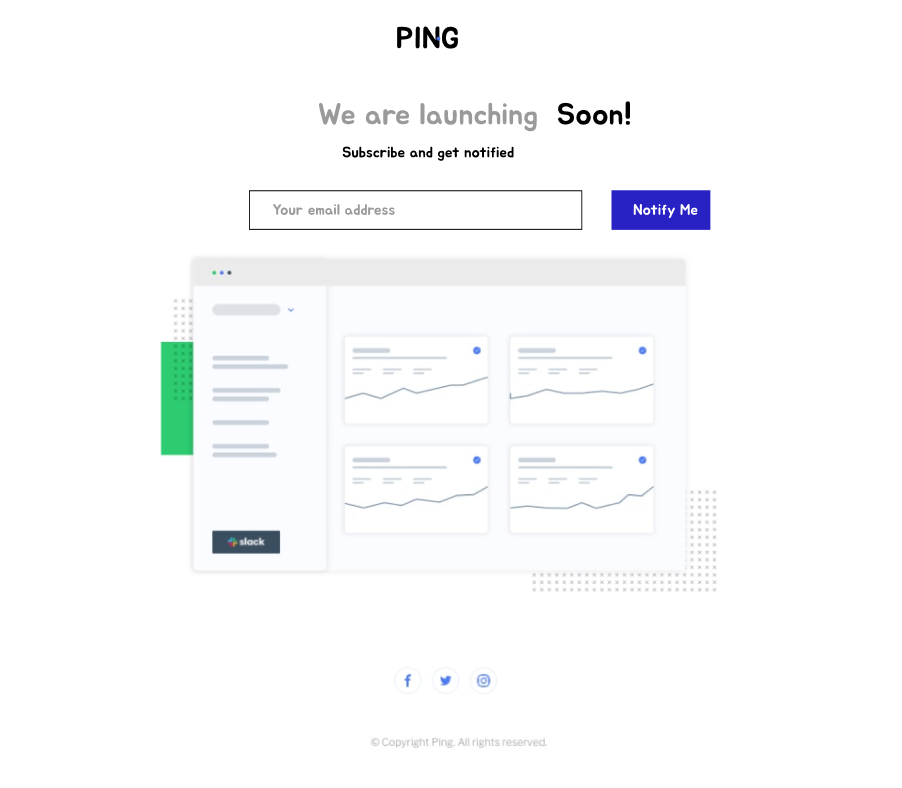 PING
We are launching Soon!
Subscribe and get notified
Your email address
Notify Me
slack
© Copyright Ping. All rights reserved.